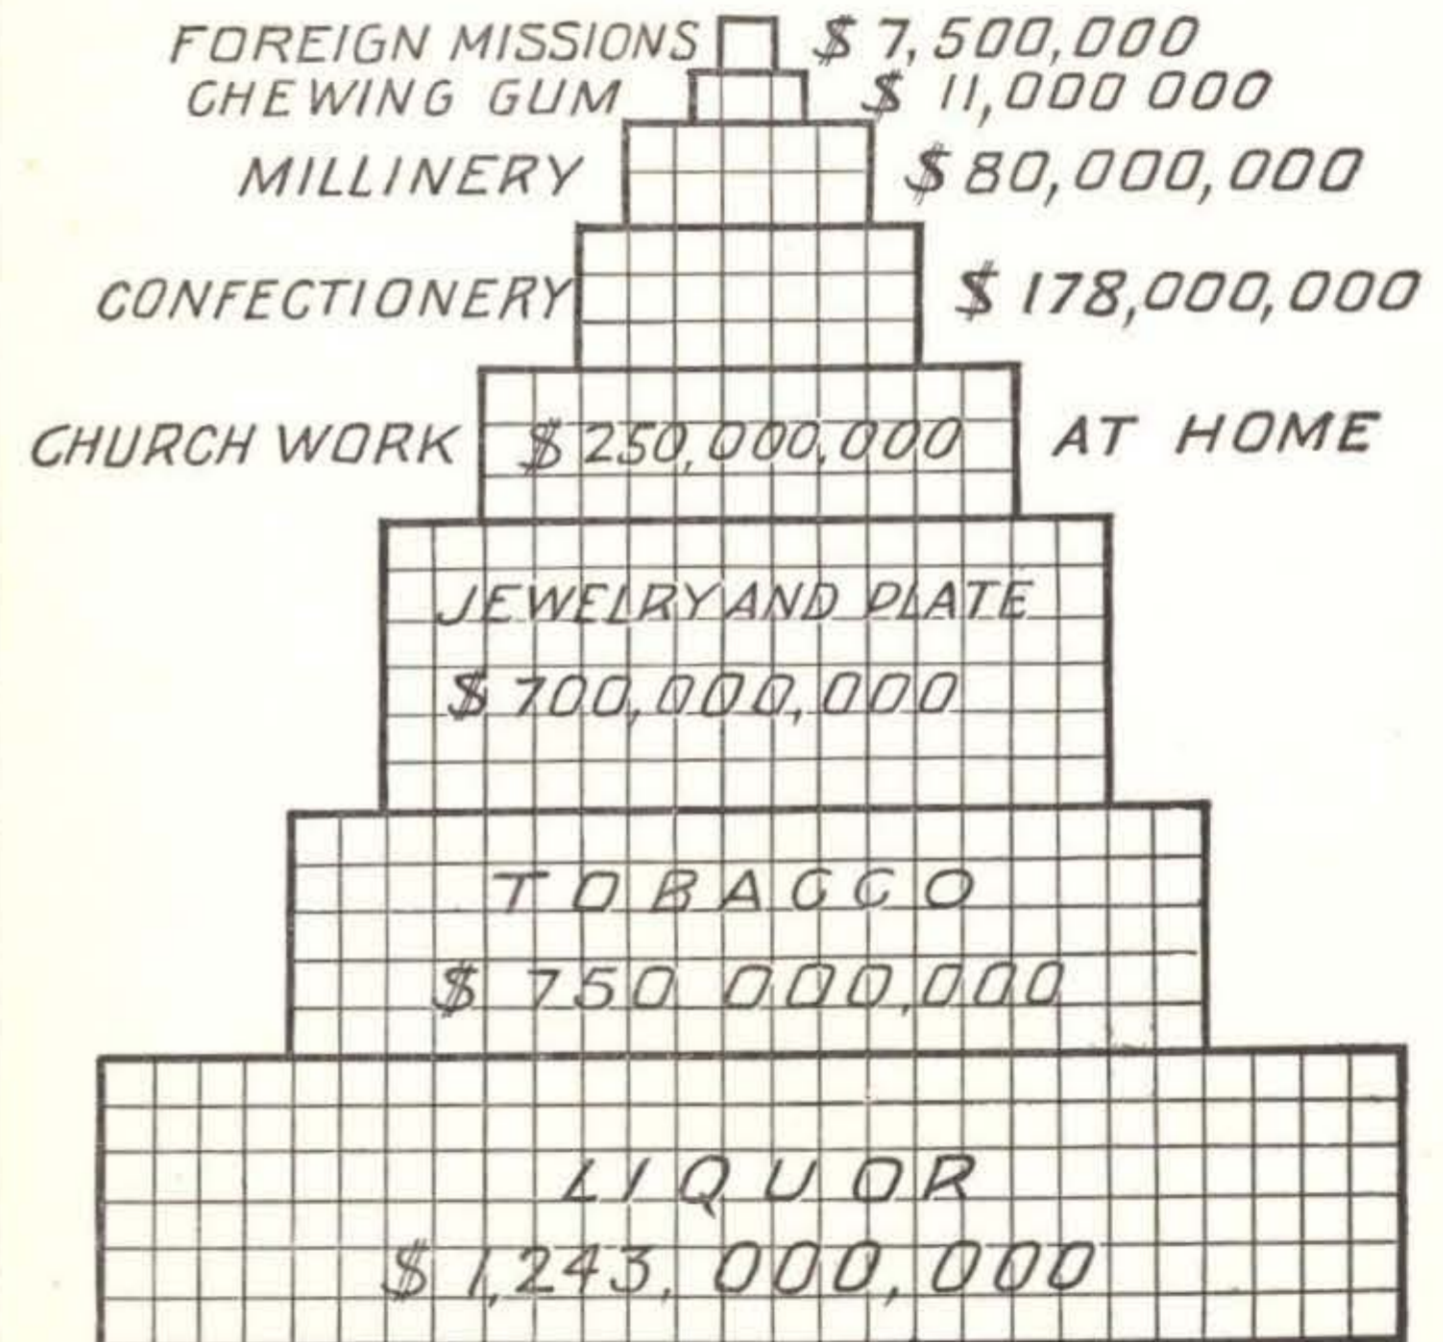 FOREIGN MISSIONS $ 7,500,000
CHEWING GUM $ 11,000 000
MILLINERY $ 80,000,000
CONFECTIONERY $ 178,000,000
CHURCH WORK $ 250,000,000 AT HOME
JEWELRY AND PLATE
$ 700,000,000
TOBACCO
$ 750 000,000
LIQUOR
$ 1,243,000,000